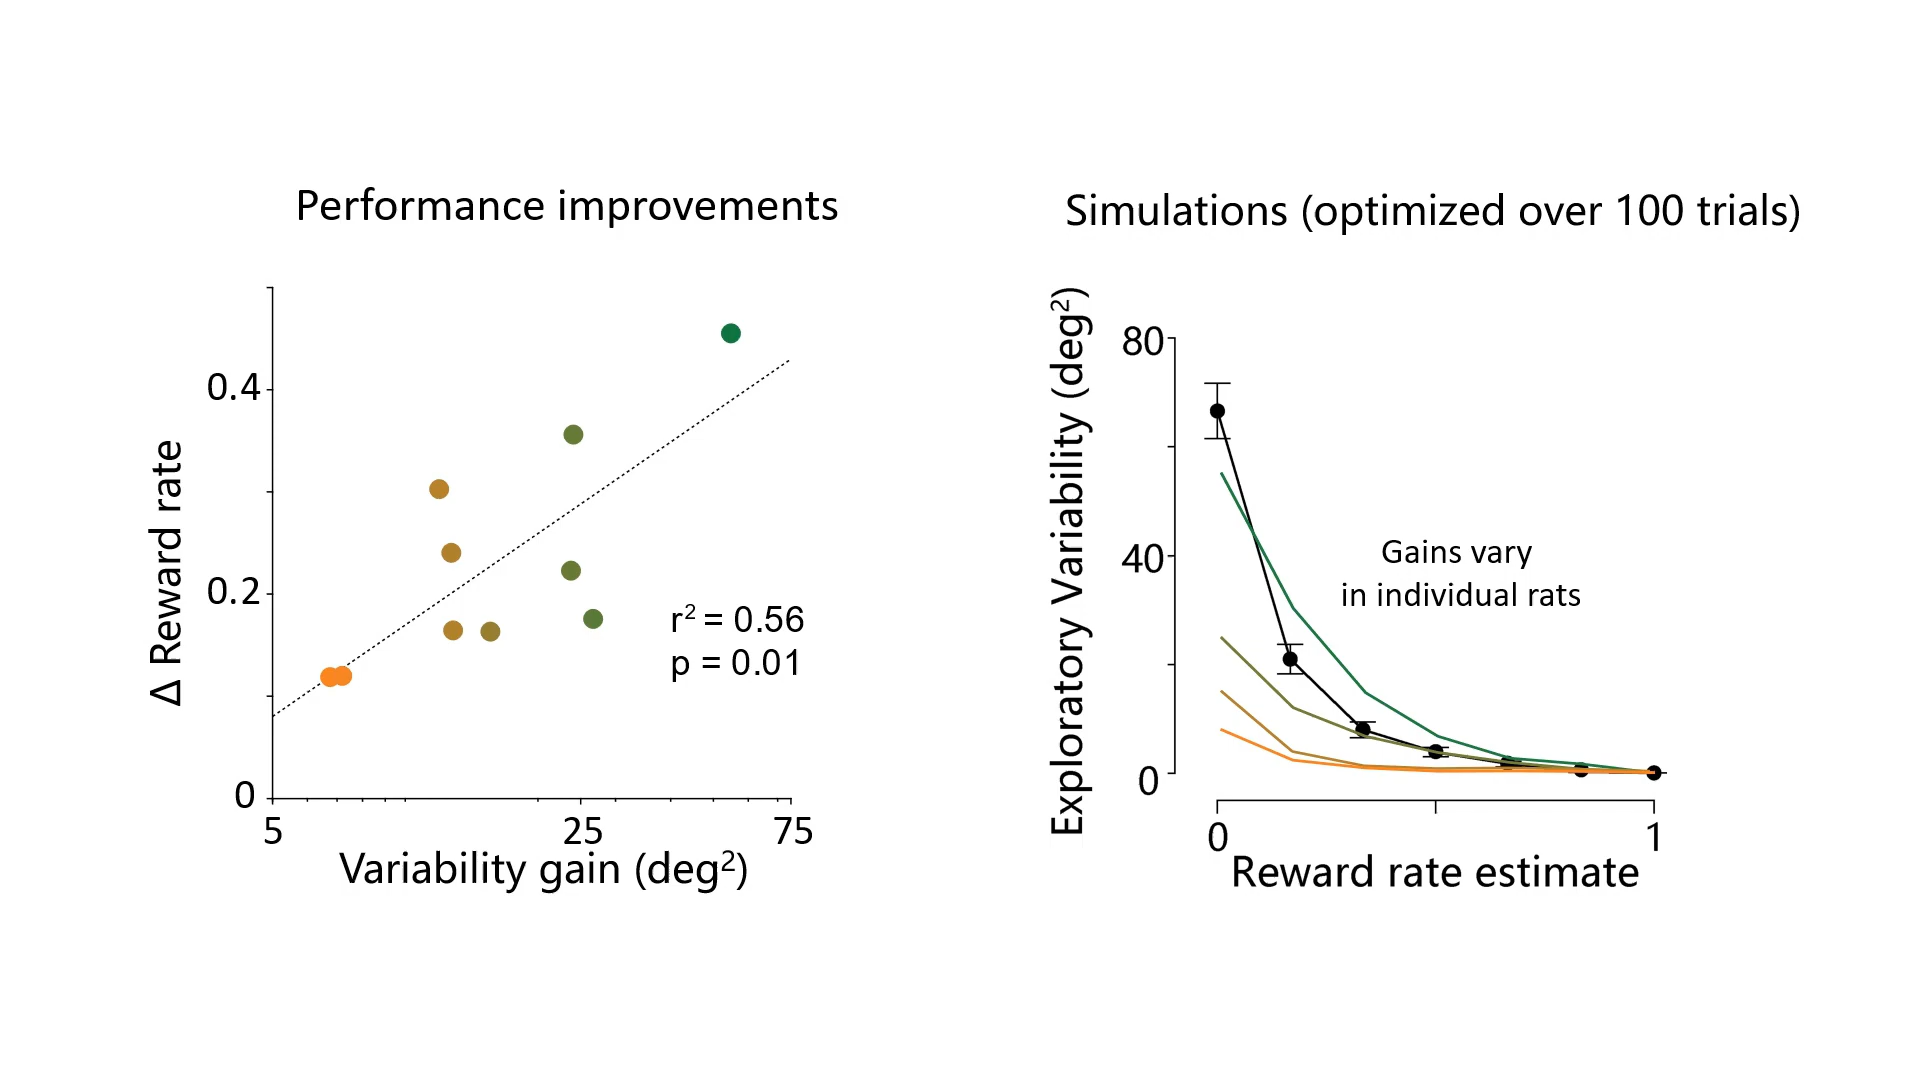 Performance improvements
Δ Reward rate
0.4
0.2
0
5 25 75
Variability gain (deg²)
r² = 0.56
p = 0.01
Simulations (optimized over 100 trials)
Exploratory Variability (deg²)
80
40
0
Gains vary
in individual rats
0 1
Reward rate estimate